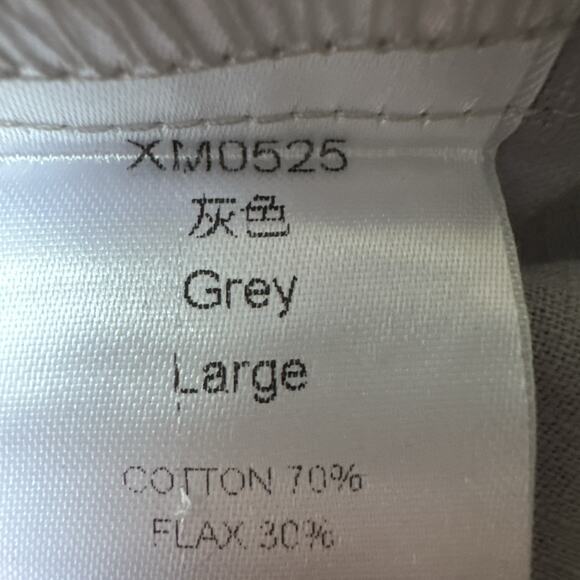 XM0525
灰色
Grey
Large
COTTON 70%
FLAX 30%